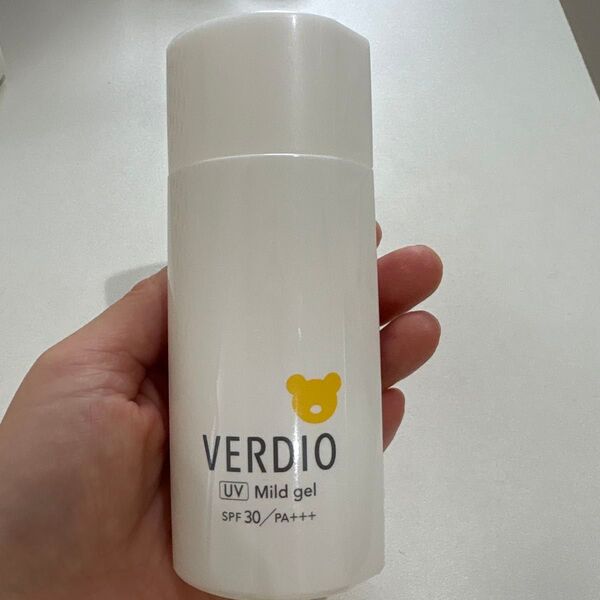 VERDIO
UV Mild gel
SPF 30/PA+++